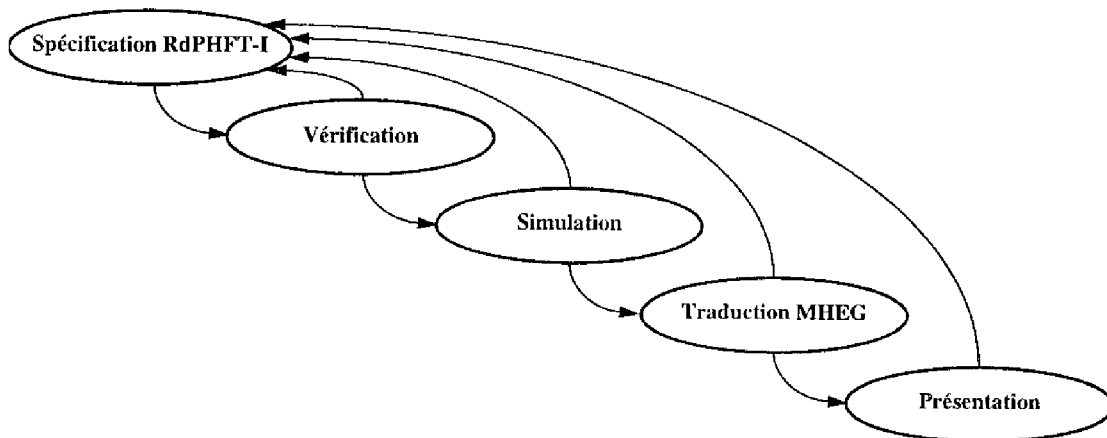 Spécification RdPHFT-I
Vérification
Simulation
Traduction MHEG
Présentation